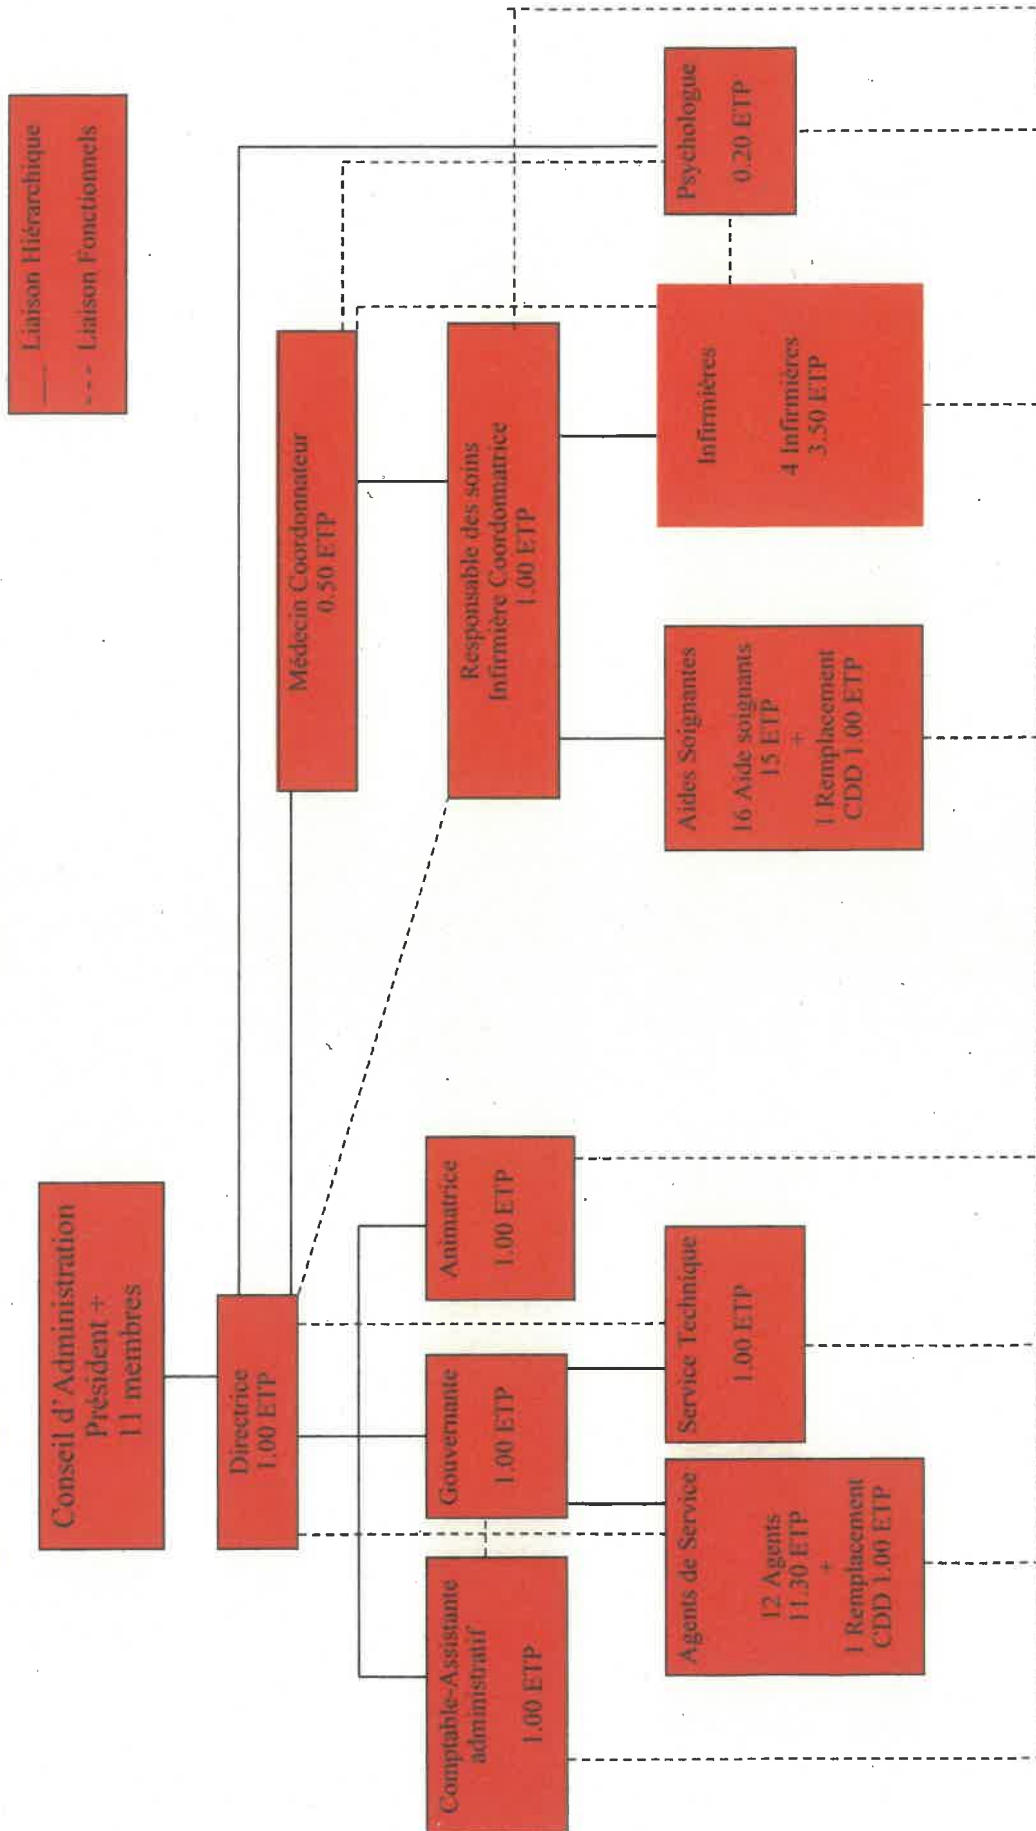 — Liaison Hiérarchique
--- Liaison Fonctionnels
Conseil d'Administration
Président +
11 membres
Directrice
1.00 ETP
Médecin Coordonnateur
0.50 ETP
Comptable-Assistante
administratif
1.00 ETP
Gouvernante
1.00 ETP
Animatrice
1.00 ETP
Responsable des soins
Infirmière Coordonnatrice
1.00 ETP
Agents de Service
12 Agents
11.30 ETP
+
1 Remplacement
CDD 1.00 ETP
Service Technique
1.00 ETP
Aides Soignantes
16 Aide soignants
15 ETP
+
1 Remplacement
CDD 1.00 ETP
Infirmières
4 Infirmières
3.50 ETP
Psychologue
0.20 ETP